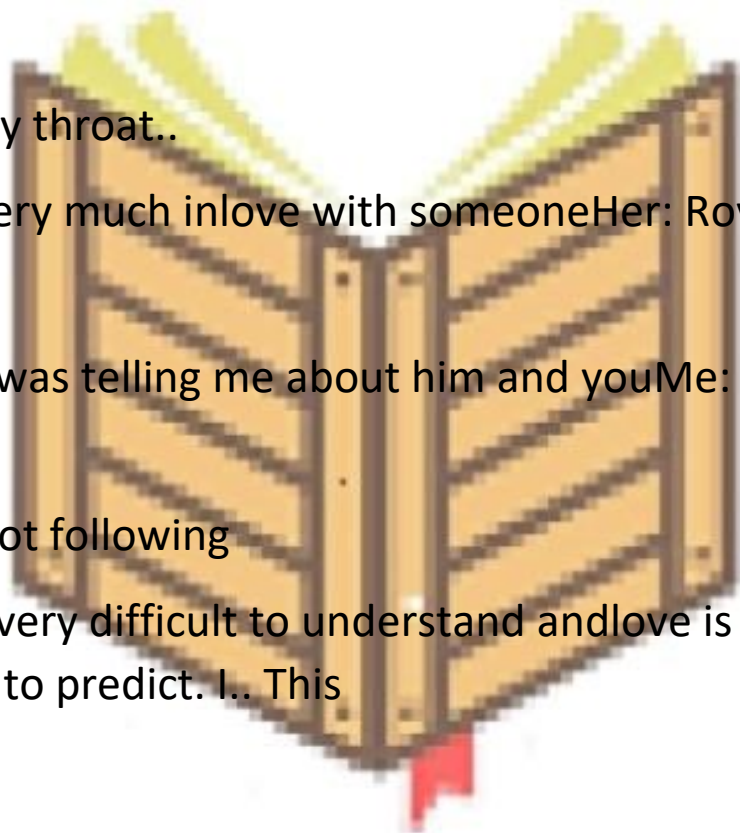 y throat..
ery much inlove with someoneHer: Rov
was telling me about him and youMe:
ot following
very difficult to understand andlove is
to predict. I.. This